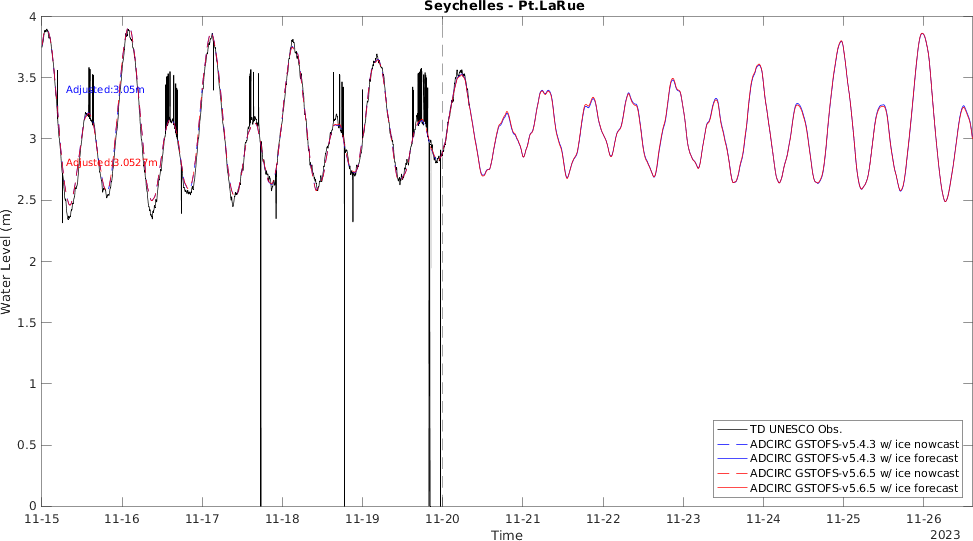 Seychelles - Pt.LaRue
4
3.5
3
2.5
2
1.5
1
0.5
0
Water Level (m)
Adjusted:3.05m
Adjusted:3.0527m
TD UNESCO Obs.
ADCIRC GSTOFS-v5.4.3 w/ ice nowcast
ADCIRC GSTOFS-v5.4.3 w/ ice forecast
ADCIRC GSTOFS-v5.6.5 w/ ice nowcast
ADCIRC GSTOFS-v5.6.5 w/ ice forecast
11-15 11-16 11-17 11-18 11-19 11-20 11-21 11-22 11-23 11-24 11-25 11-26
Time
2023